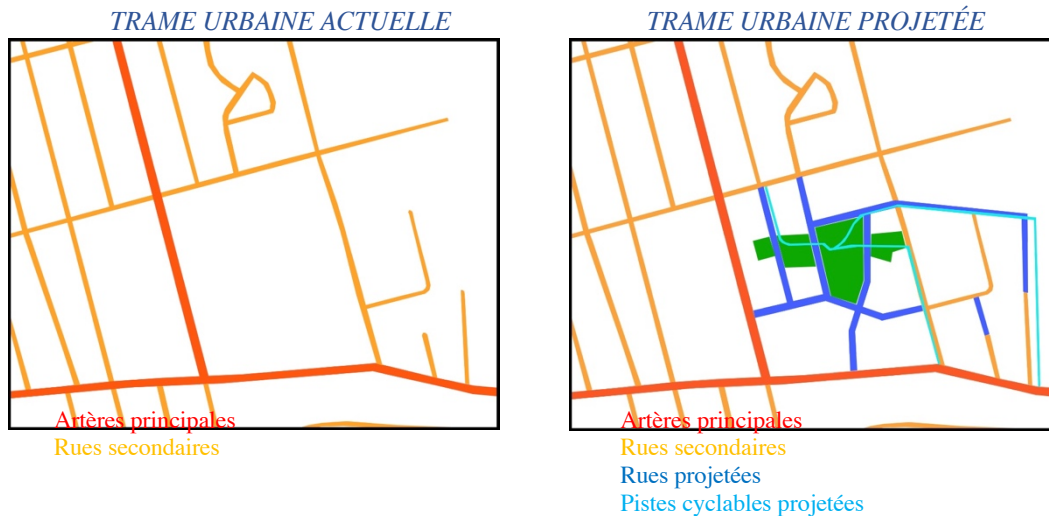 TRAME URBAINE ACTUELLE
Artères principales
Rues secondaires
TRAME URBAINE PROJETÉE
Artères principales
Rues secondaires
Rues projetées
Pistes cyclables projetées